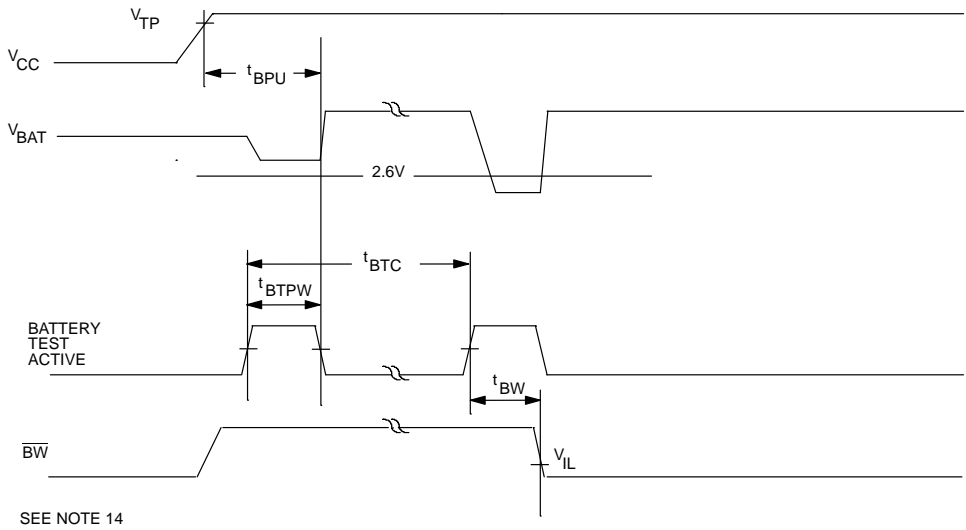 VTP
VCC
tBPU
VBAT
2.6V
tBTC
tBTPW
BATTERY
TEST
ACTIVE
tBW
BW
VIL
SEE NOTE 14